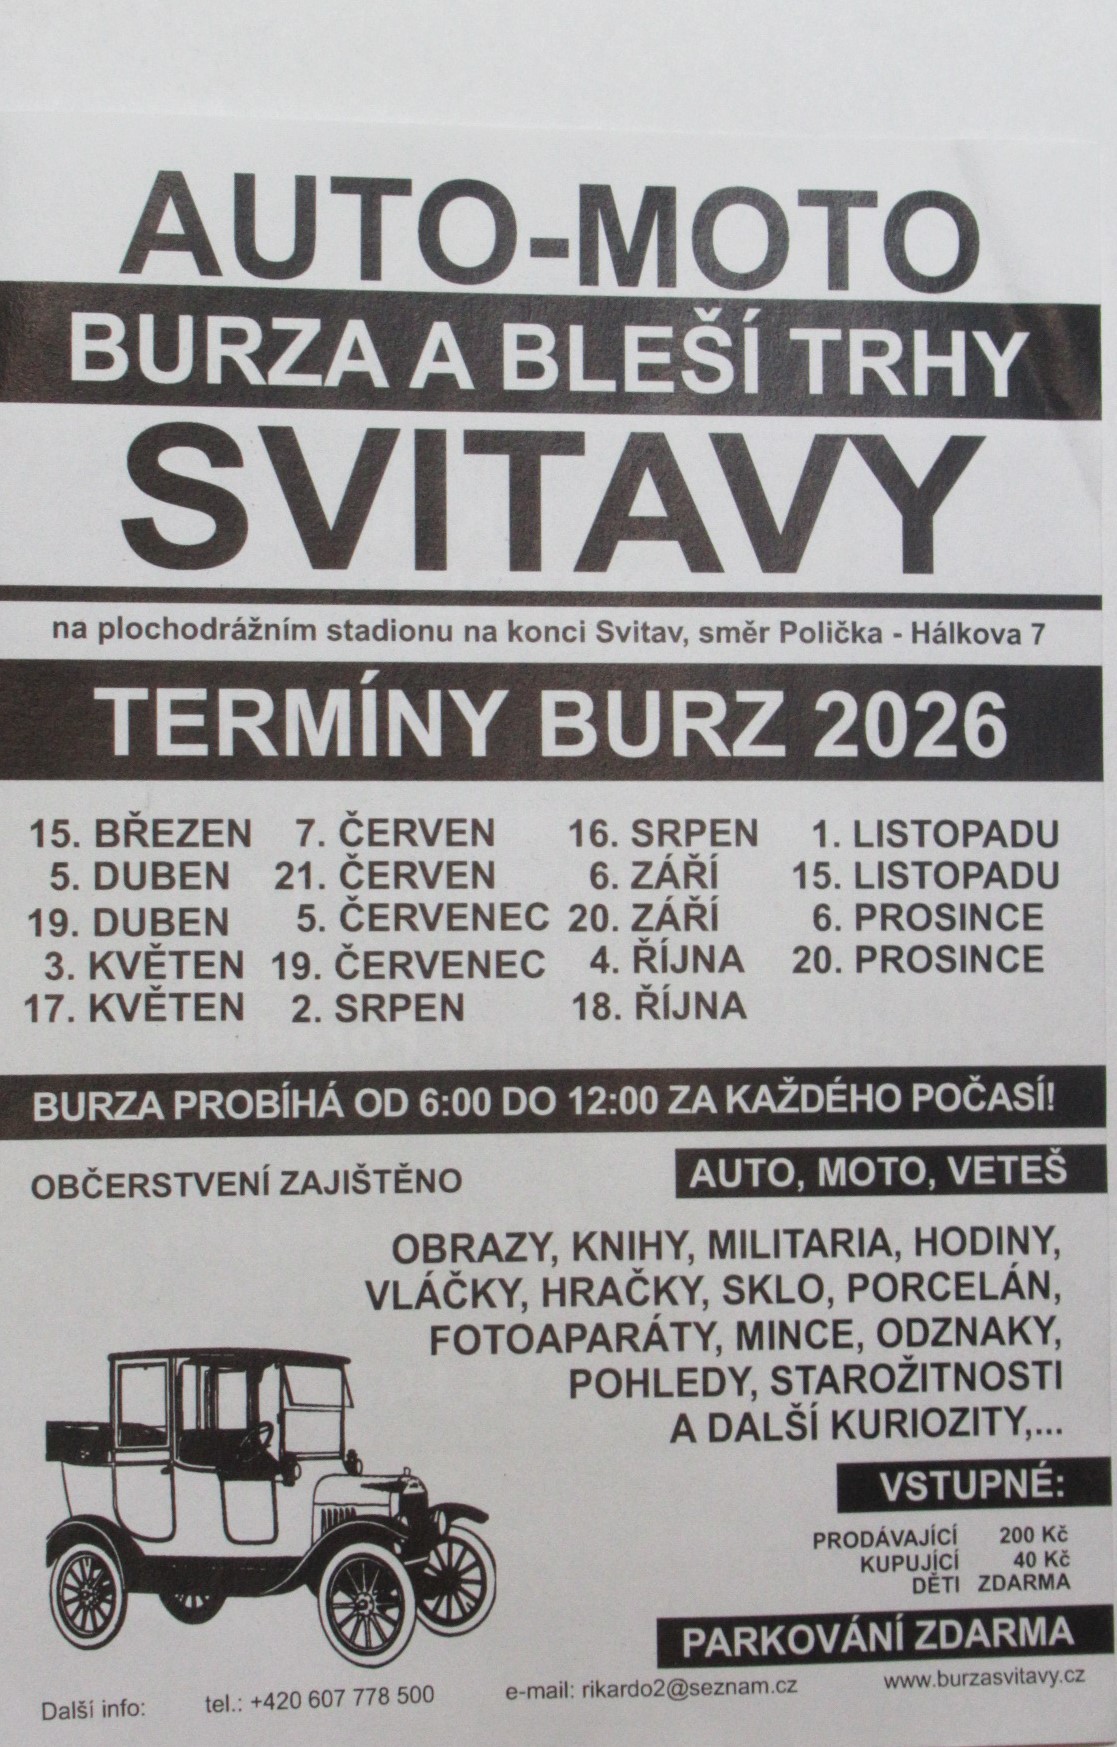 AUTO-MOTO
BURZA A BLEŠÍ TRHY
SVITAVY
na plochodrážním stadionu na konci Svitav, směr Polička - Hálkova 7
TERMÍNY BURZ 2026
15. BŘEZEN
5. DUBEN
19. DUBEN
3. KVĚTEN
17. KVĚTEN
7. ČERVEN
21. ČERVEN
5. ČERVENEC
19. ČERVENEC
2. SRPEN
16. SRPEN
6. ZÁŘÍ
20. ZÁŘÍ
4. ŘÍJNA
18. ŘÍJNA
1. LISTOPADU
15. LISTOPADU
6. PROSINCE
20. PROSINCE
BURZA PROBÍHÁ OD 6:00 DO 12:00 ZA KAŽDÉHO POČASÍ!
OBČERSTVENÍ ZAJIŠTĚNO
AUTO, MOTO, VETEŠ
OBRAZY, KNIHY, MILITARIA, HODINY,
VLÁČKY, HRAČKY, SKLO, PORCELÁN,
FOTOAPARÁTY, MINCE, ODZNAKY,
POHLEDY, STAROŽITNOSTI
A DALŠÍ KURIOZITY,...
VSTUPNÉ:
PRODÁVAJÍCÍ 200 Kč
KUPUJÍCÍ 40 Kč
DĚTI ZDARMA
PARKOVÁNÍ ZDARMA
Další info: tel.: +420 607 778 500 e-mail: rikardo2@seznam.cz www.burzasvitavy.cz